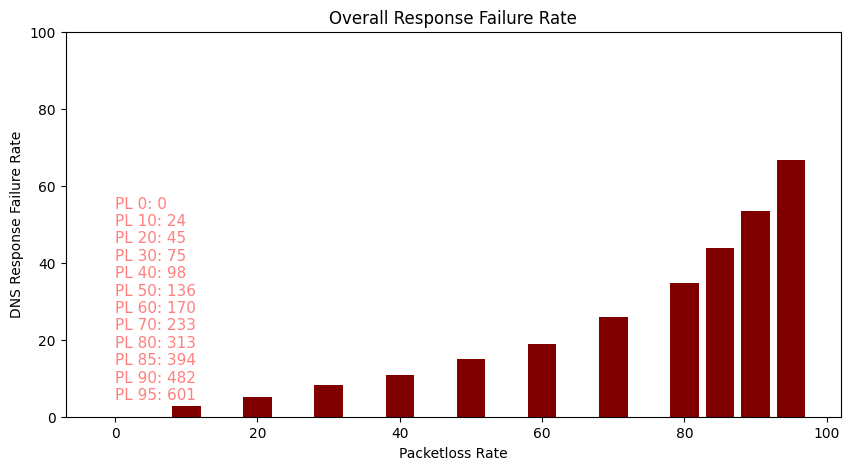 Overall Response Failure Rate
DNS Response Failure Rate
100
80
60
40
20
0
PL 0: 0
PL 10: 24
PL 20: 45
PL 30: 75
PL 40: 98
PL 50: 136
PL 60: 170
PL 70: 233
PL 80: 313
PL 85: 394
PL 90: 482
PL 95: 601
0 20 40 60 80 100
Packetloss Rate